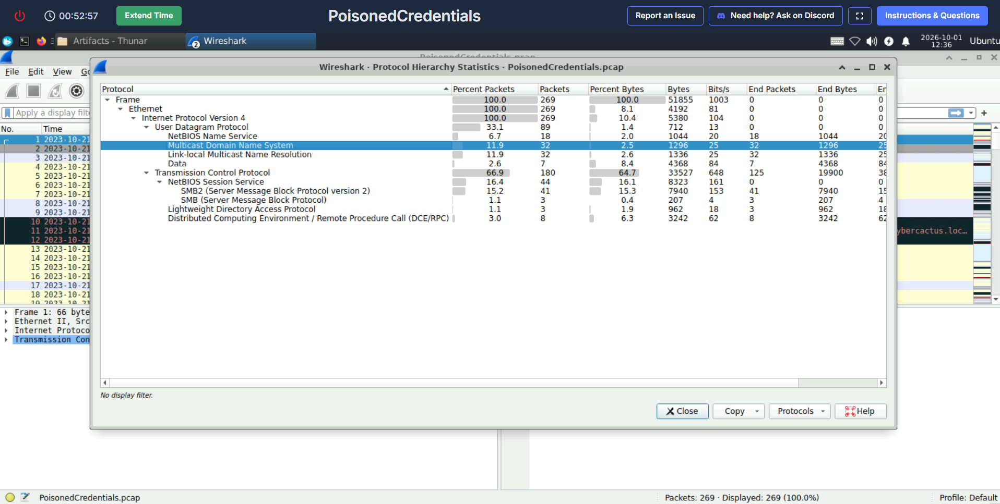 00:52:57 Extend Time PoisonedCredentials Report an Issue Need help? Ask on Discord Instructions & Questions
Artifacts - Thunar 2 Wireshark 2026-10-01 12:36 Ubuntu
PoisonedCredentials.pcap
File Edit View Go
Wireshark · Protocol Hierarchy Statistics · PoisonedCredentials.pcap
Apply a display filte
No. Time
1 2023-10-21
2 2023-10-21
3 2023-10-21
4 2023-10-21
5 2023-10-21
6 2023-10-21
7 2023-10-21
8 2023-10-21
9 2023-10-21
10 2023-10-21
11 2023-10-21
12 2023-10-21
13 2023-10-21
14 2023-10-21
15 2023-10-21
16 2023-10-21
17 2023-10-21
18 2023-10-21
19 2023-10-21
ybercactus.loc…
Protocol Percent Packets Packets Percent Bytes Bytes Bits/s End Packets End Bytes En
Frame 100.0 269 100.0 51855 1003 0 0 0
Ethernet 100.0 269 8.1 4192 81 0 0 0
Internet Protocol Version 4 100.0 269 10.4 5380 104 0 0 0
User Datagram Protocol 33.1 89 1.4 712 13 0 0 0
NetBIOS Name Service 6.7 18 2.0 1044 20 18 1044 20
Multicast Domain Name System 11.9 32 2.5 1296 25 32 1296 25
Link-local Multicast Name Resolution 11.9 32 2.6 1336 25 32 1336 25
Data 2.6 7 8.4 4368 84 7 4368 84
Transmission Control Protocol 66.9 180 64.7 33527 648 125 19900 38
NetBIOS Session Service 16.4 44 16.1 8323 161 0 0 0
SMB2 (Server Message Block Protocol version 2) 15.2 41 15.3 7940 153 41 7940 15
SMB (Server Message Block Protocol) 1.1 3 0.4 207 4 3 207 4
Lightweight Directory Access Protocol 1.1 3 1.9 962 18 3 962 18
Distributed Computing Environment / Remote Procedure Call (DCE/RPC) 3.0 8 6.3 3242 62 8 3242 62
Frame 1: 66 byte
Ethernet II, Src
Internet Protoco
Transmission Con
No display filter.
Close Copy Protocols Help
PoisonedCredentials.pcap Packets: 269 · Displayed: 269 (100.0%) Profile: Default